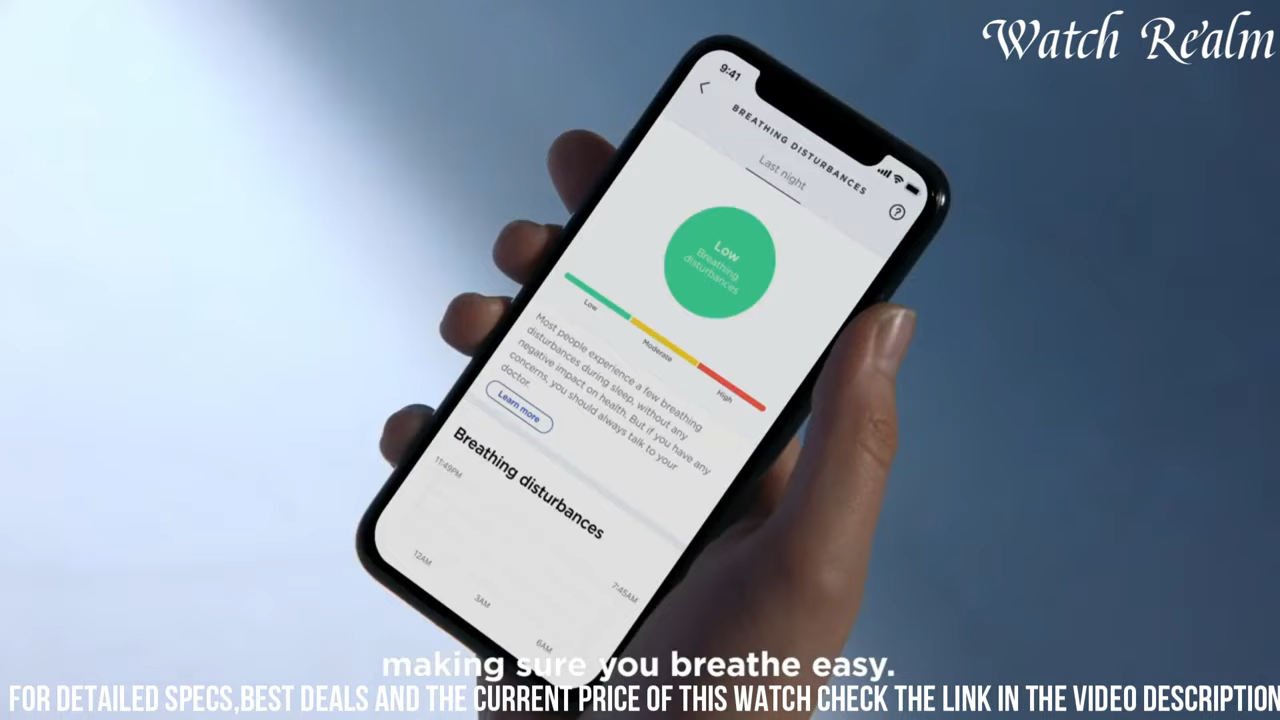 Watch Re'alm
9:41
BREATHING DISTURBANCES
Last night
?
Low
Breathing
disturbances
Low
Moderate
High
Most people experience a few breathing
disturbances during sleep, without any
negative impact on health. But if you have any
concerns, you should always talk to your
doctor.
Learn more
Breathing disturbances
11:49PM
7:45AM
12AM
3AM
6AM
making sure you breathe easy.
FOR DETAILED SPECS,BEST DEALS AND THE CURRENT PRICE OF THIS WATCH CHECK THE LINK IN THE VIDEO DESCRIPTION